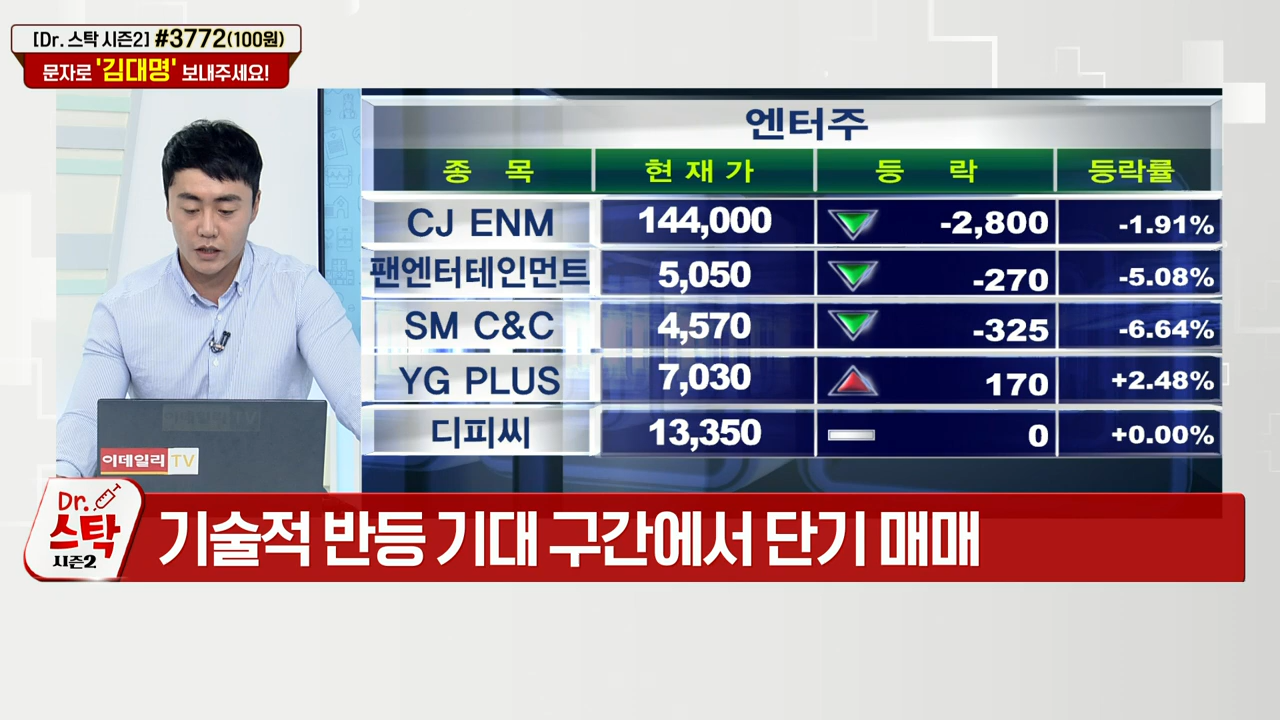 [Dr. 스탁 시즌2] #3772(100원)
문자로 '김대명' 보내주세요!
엔터주
종 목 현재가 등 락 등락률
CJ ENM 144,000 -2,800 -1.91%
팬엔터테인먼트 5,050 -270 -5.08%
SM C&C 4,570 -325 -6.64%
YG PLUS 7,030 170 +2.48%
디피씨 13,350 0 +0.00%
이데일리 TV
Dr.
스탁
시즌2
기술적 반등 기대 구간에서 단기 매매